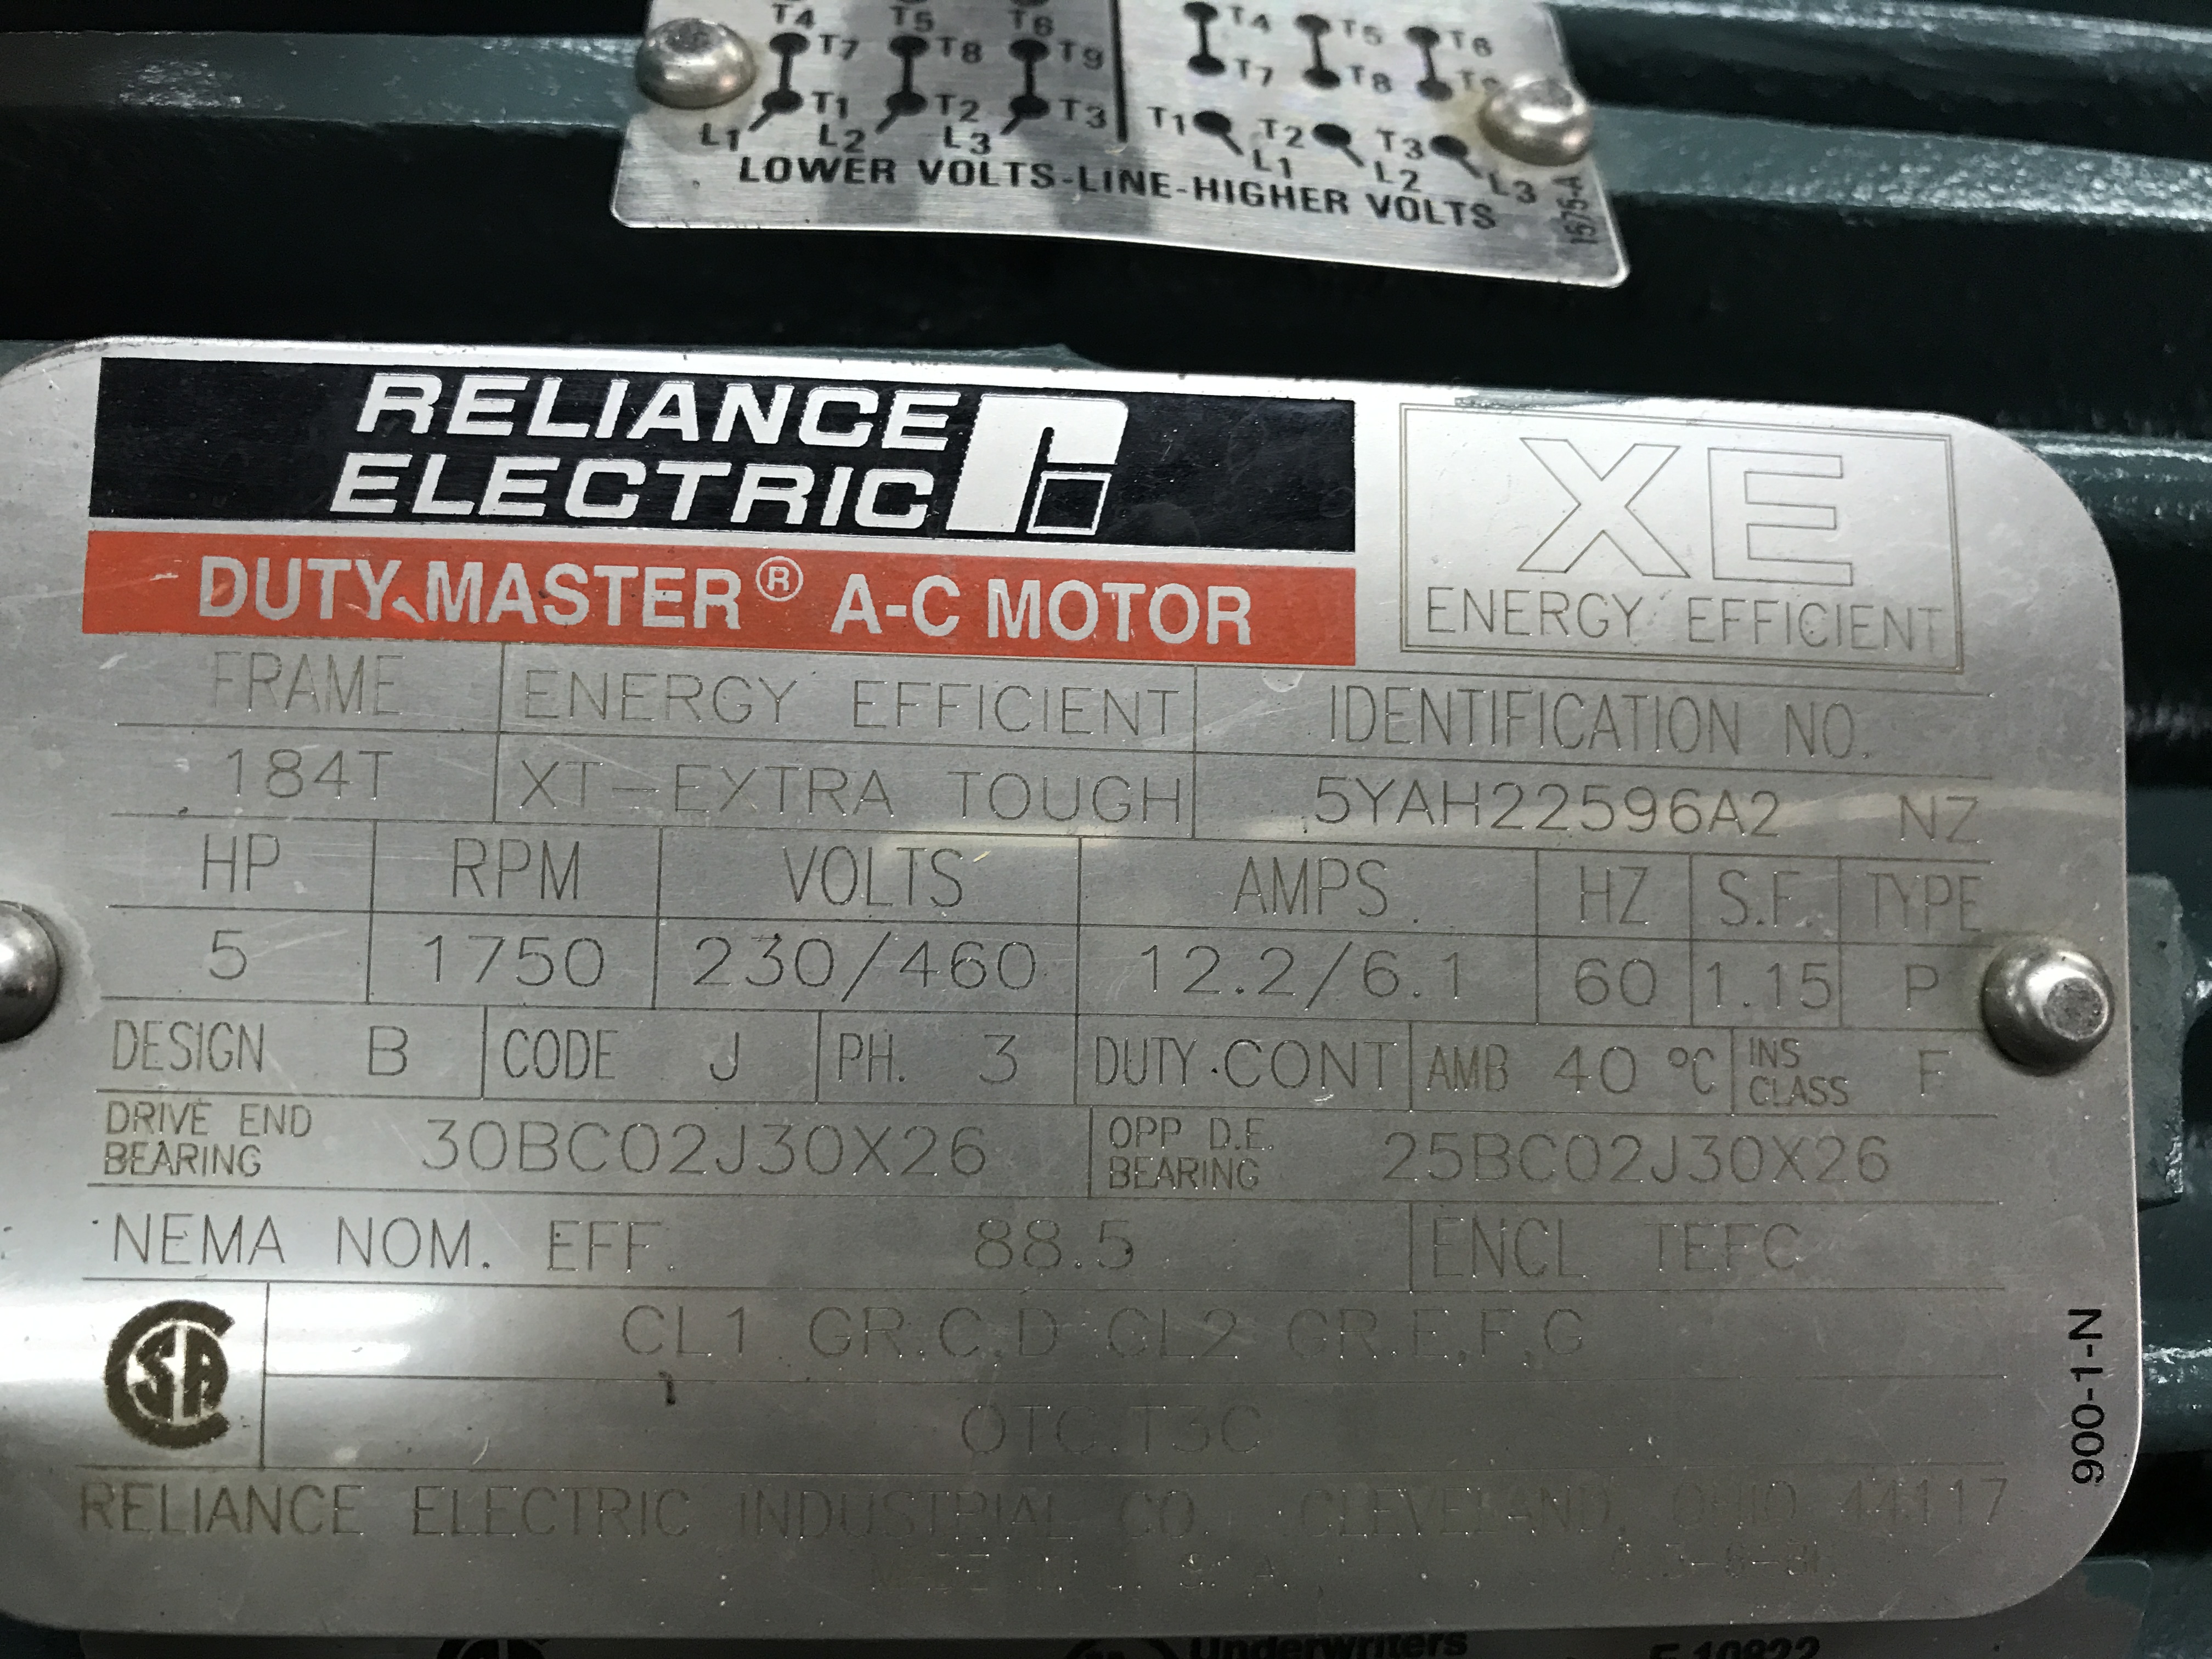 T4 T5 T6 T4 T5 T6
T7 T8 T9 T7 T8
T1 T2 T3 T1 T2 T3
L1 L2 L3 L1 L2 L3
LOWER VOLTS-LINE-HIGHER VOLTS
1575-A
RELIANCE
ELECTRIC
XE
ENERGY EFFICIENT
DUTY MASTER® A-C MOTOR
FRAME ENERGY EFFICIENT IDENTIFICATION NO.
184T XT-EXTRA TOUGH 5YAH22596A2 NZ
HP RPM VOLTS AMPS. HZ S.F. TYPE
5 1750 230/460 12.2/6.1 60 1.15 P
DESIGN B CODE J PH. 3 DUTY CONT AMB 40 °C INS CLASS F
DRIVE END BEARING 30BC02J30X26 OPP D.E. BEARING 25BC02J30X26
NEMA NOM. EFF. 88.5 ENCL TEFC
CSA
CL1 GR.C,D CL2 GR.E,F,G
OTC.T3C
RELIANCE ELECTRIC INDUSTRIAL CO. CLEVELAND, OHIO 44117
MADE IN U.S.A.
900-1-N
Underwriters